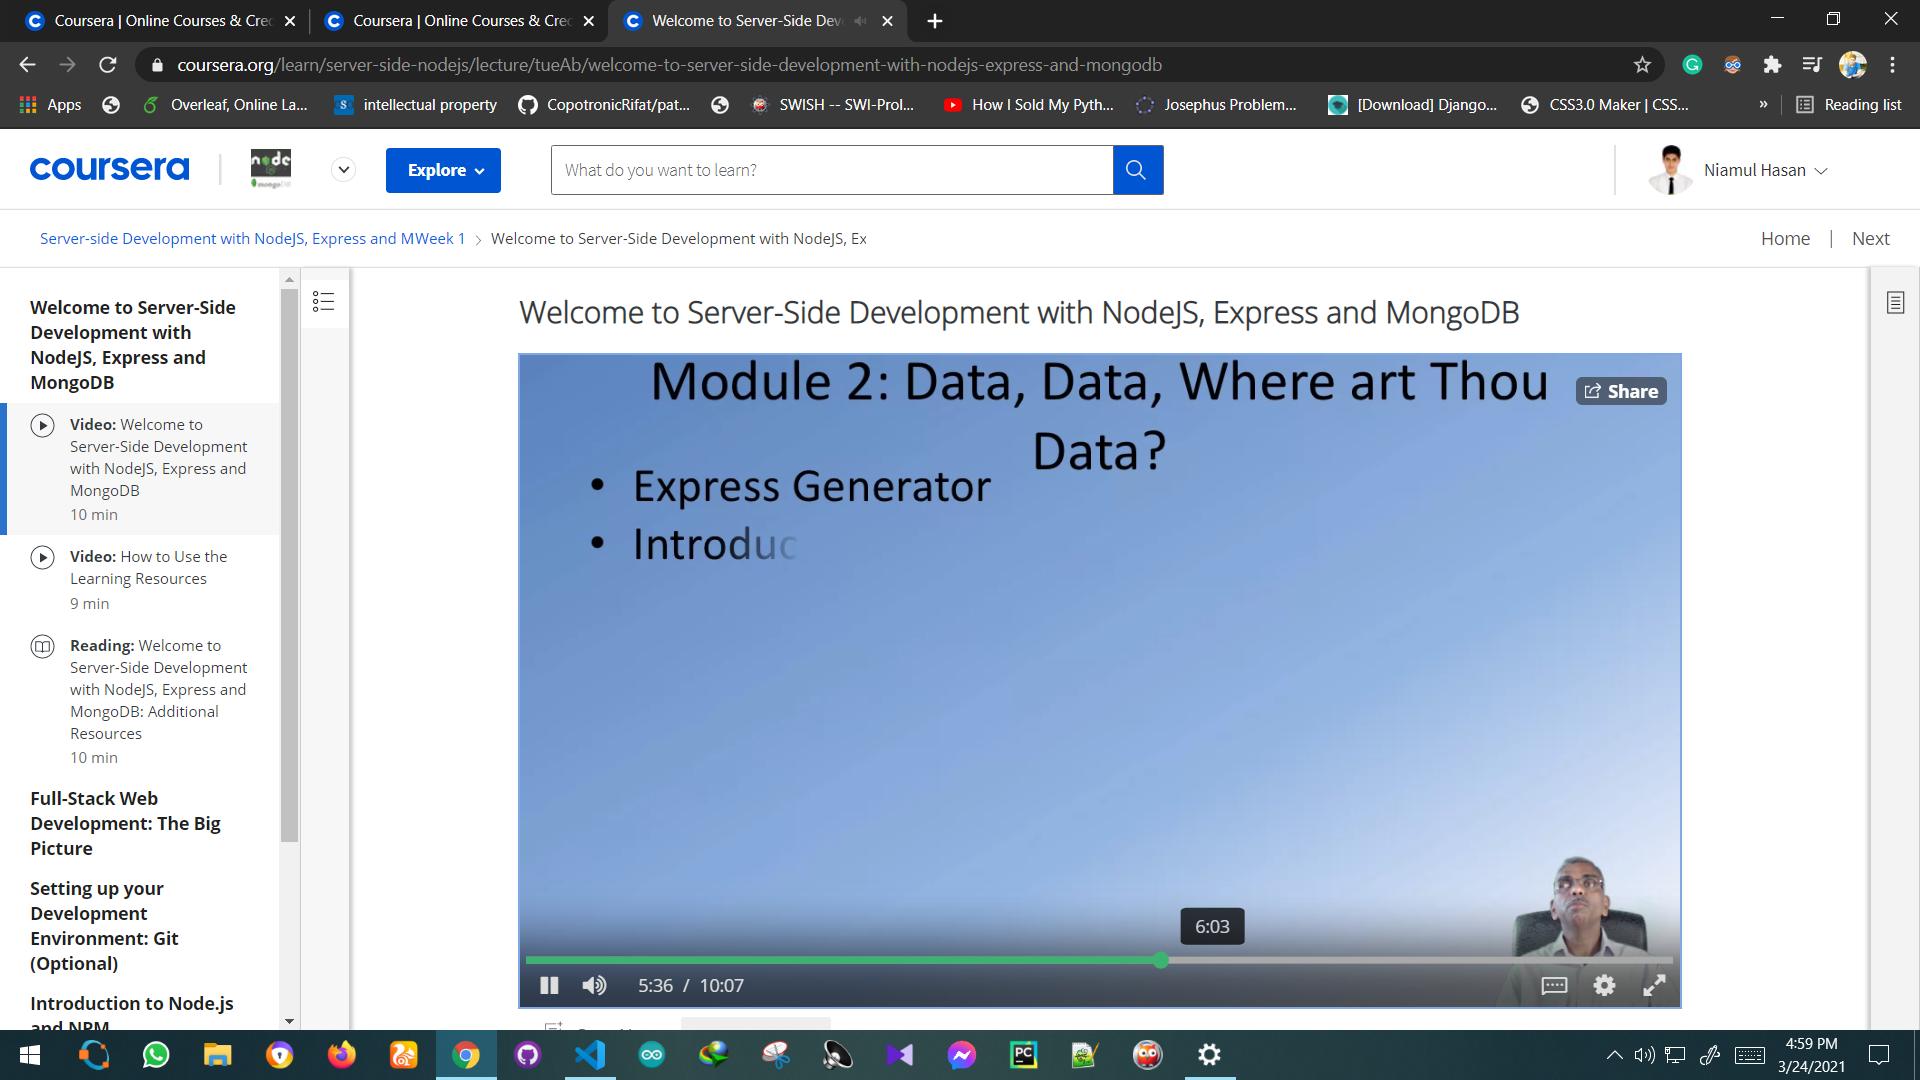 Coursera | Online Courses & Cre
Coursera | Online Courses & Cre
Welcome to Server-Side Dev
coursera.org/learn/server-side-nodejs/lecture/tueAb/welcome-to-server-side-development-with-nodejs-express-and-mongodb
Apps
Overleaf, Online La...
intellectual property
CopotronicRifat/pat...
SWISH -- SWI-Prol...
How I Sold My Pyth...
Josephus Problem...
[Download] Django...
CSS3.0 Maker | CSS...
»
Reading list
coursera
node
mongoDB
Explore
What do you want to learn?
Niamul Hasan
Server-side Development with NodeJS, Express and MWeek 1 > Welcome to Server-Side Development with NodeJS, Ex
Home | Next
Welcome to Server-Side
Development with
NodeJS, Express and
MongoDB
Video: Welcome to
Server-Side Development
with NodeJS, Express and
MongoDB
10 min
Video: How to Use the
Learning Resources
9 min
Reading: Welcome to
Server-Side Development
with NodeJS, Express and
MongoDB: Additional
Resources
10 min
Full-Stack Web
Development: The Big
Picture
Setting up your
Development
Environment: Git
(Optional)
Introduction to Node.js
and NPM
Welcome to Server-Side Development with NodeJS, Express and MongoDB
Module 2: Data, Data, Where art Thou
Data?
Share
• Express Generator
• Introduc
6:03
5:36 / 10:07
PC
4:59 PM
3/24/2021